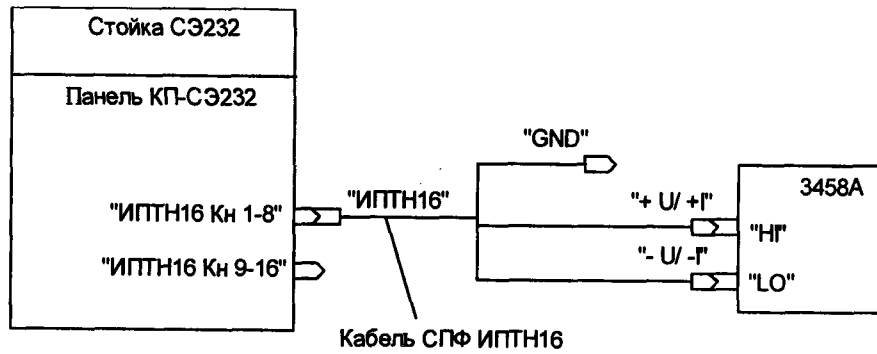 Стойка СЭ232
Панель КП-СЭ232
"GND"
3458A
"ИПТН16 Кн 1-8"
"ИПТН16"
"+ U/ +I"
"HI"
"ИПТН16 Кн 9-16"
"- U/ -I"
"LO"
Кабель СПФ ИПТН16